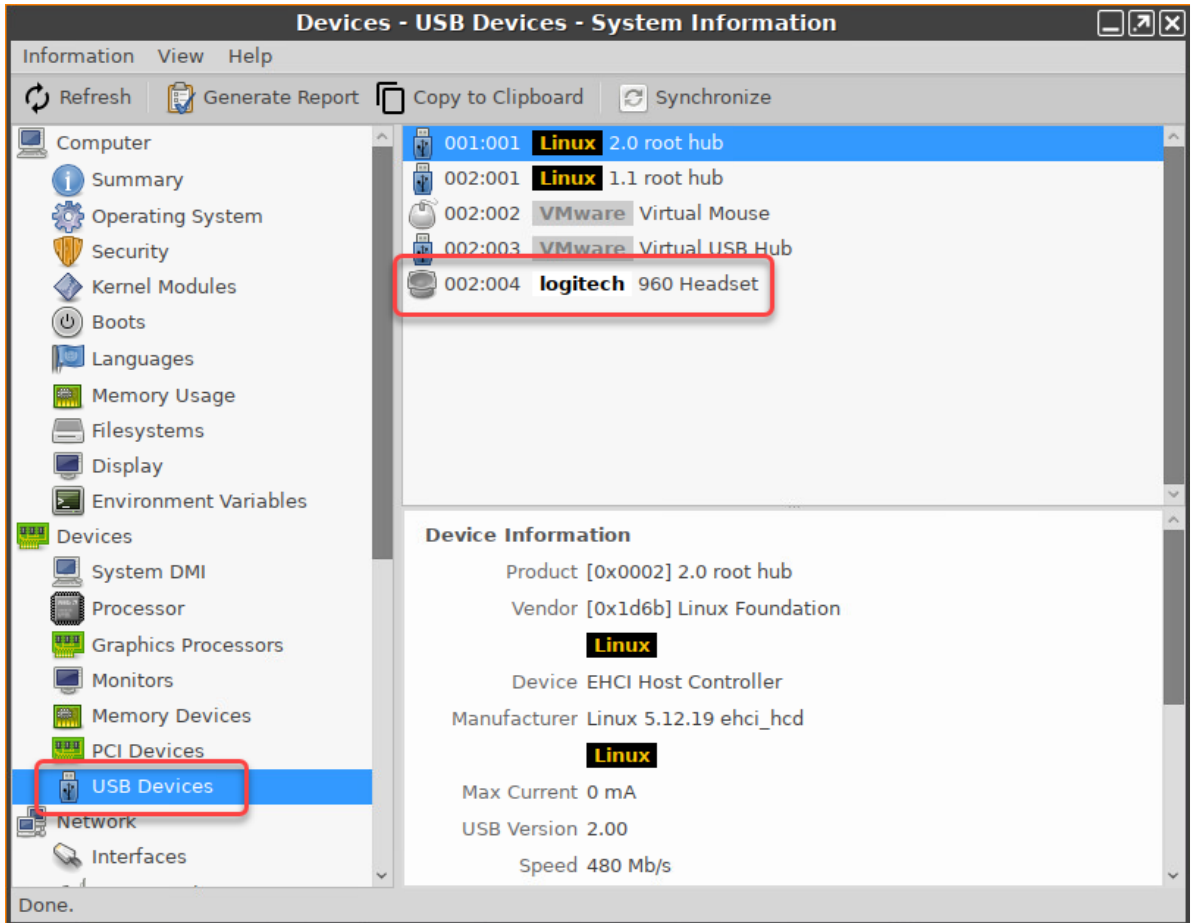 Devices - USB Devices - System Information
Information View Help
Refresh Generate Report Copy to Clipboard Synchronize
Computer
Summary
Operating System
Security
Kernel Modules
Boots
Languages
Memory Usage
Filesystems
Display
Environment Variables
Devices
System DMI
Processor
Graphics Processors
Monitors
Memory Devices
PCI Devices
USB Devices
Network
Interfaces
001:001 Linux 2.0 root hub
002:001 Linux 1.1 root hub
002:002 VMware Virtual Mouse
002:003 VMware Virtual USB Hub
002:004 logitech 960 Headset
Device Information
Product [0x0002] 2.0 root hub
Vendor [0x1d6b] Linux Foundation
Linux
Device EHCI Host Controller
Manufacturer Linux 5.12.19 ehci_hcd
Linux
Max Current 0 mA
USB Version 2.00
Speed 480 Mb/s
Done.